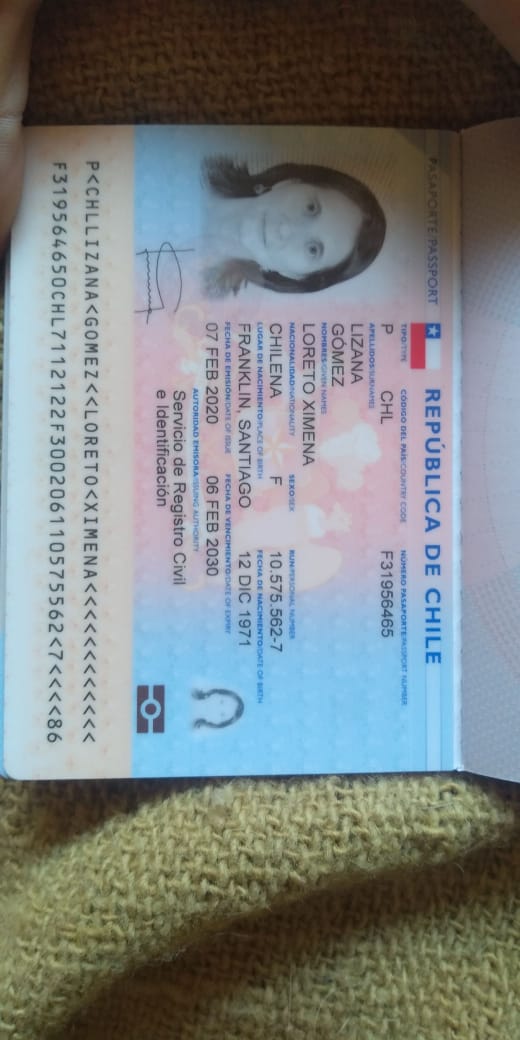 PASAPORTE/PASSPORT
REPÚBLICA DE CHILE
TIPO/TYPE CÓDIGO DEL PAÍS/COUNTRY CODE NÚMERO PASAPORTE/PASSPORT NUMBER
P CHL F31956465
APELLIDOS/SURNAMES
LIZANA
GÓMEZ
NOMBRES/GIVEN NAMES
LORETO XIMENA
NACIONALIDAD/NATIONALITY SEXO/SEX RUN/PERSONAL NUMBER
CHILENA F 10.575.562-7
LUGAR DE NACIMIENTO/PLACE OF BIRTH FECHA DE NACIMIENTO/DATE OF BIRTH
FRANKLIN, SANTIAGO 12 DIC 1971
FECHA DE EMISIÓN/DATE OF ISSUE FECHA DE VENCIMIENTO/DATE OF EXPIRY
07 FEB 2020 06 FEB 2030
AUTORIDAD EMISORA/ISSUING AUTHORITY
Servicio de Registro Civil
e Identificación
P<CHLLIZANA<GOMEZ<<LORETO<XIMENA<<<<<<<<<<<<
F319564650CHL7112122F300206110575562<7<<<<86